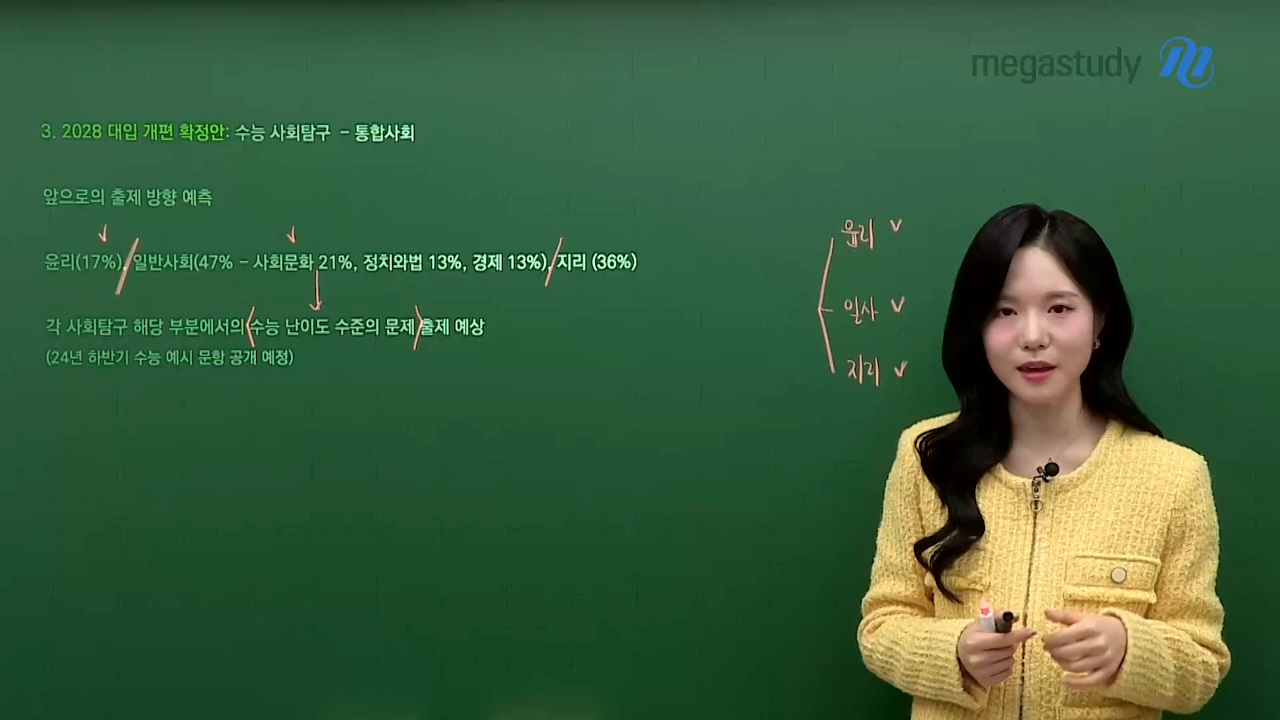 megastudy
3. 2028 대입 개편 확정안: 수능 사회탐구 - 통합사회
앞으로의 출제 방향 예측
윤리(17%), 일반사회(47% - 사회문화 21%, 정치와법 13%, 경제 13%), 지리 (36%)
각 사회탐구 해당 부분에서의 수능 난이도 수준의 문제 출제 예상
(24년 하반기 수능 예시 문항 공개 예정)
윤리 v
일사 v
지리 v